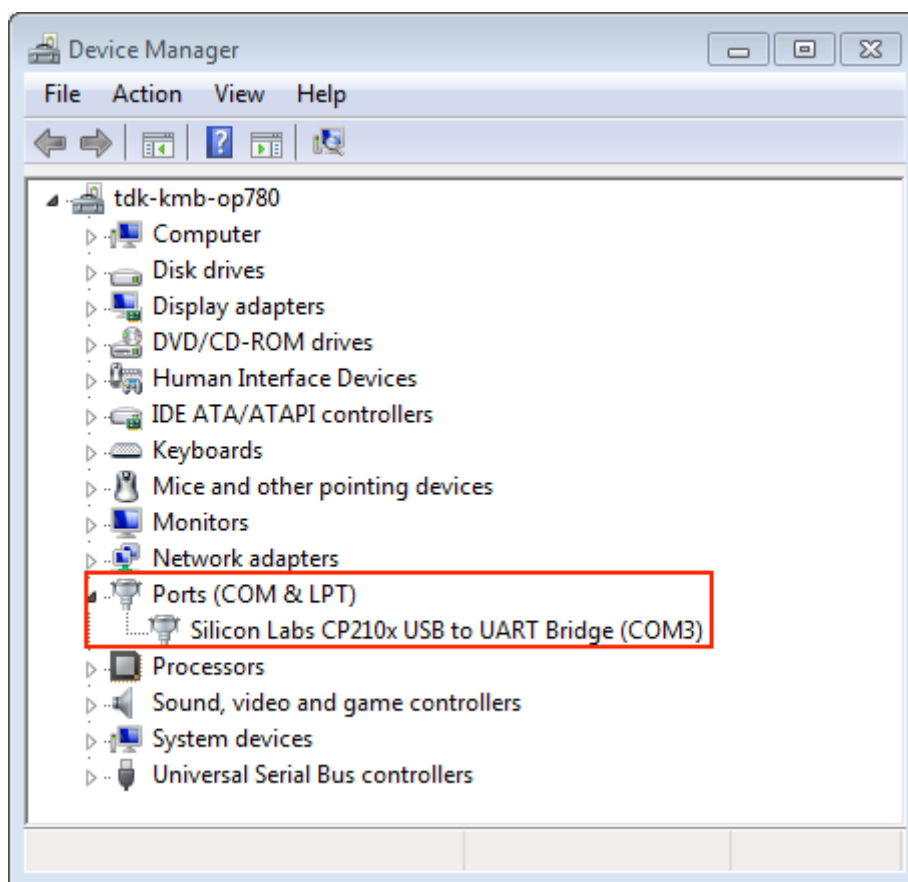 Device Manager
File Action View Help
?
tdk-kmb-op780
Computer
Disk drives
Display adapters
DVD/CD-ROM drives
Human Interface Devices
IDE ATA/ATAPI controllers
Keyboards
Mice and other pointing devices
Monitors
Network adapters
Ports (COM & LPT)
Silicon Labs CP210x USB to UART Bridge (COM3)
Processors
Sound, video and game controllers
System devices
Universal Serial Bus controllers